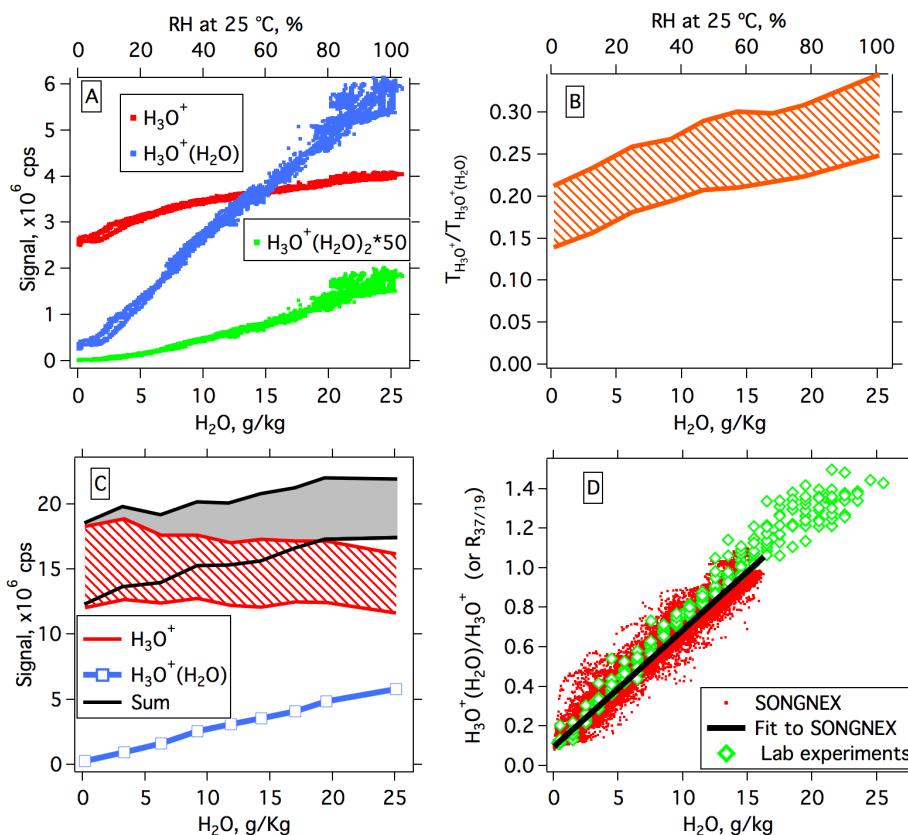 RH at 25 °C, %
0 20 40 60 80 100
A
H₃O⁺
H₃O⁺(H₂O)
H₃O⁺(H₂O)₂*50
Signal, x10⁶ cps
6
5
4
3
2
1
0
0 5 10 15 20 25
H₂O, g/kg
RH at 25 °C, %
0 20 40 60 80 100
B
T_H₃O⁺/T_H₃O⁺(H₂O)
0.30
0.25
0.20
0.15
0.10
0.05
0.00
0 5 10 15 20 25
H₂O, g/Kg
C
Signal, x10⁶ cps
20
15
10
5
0
H₃O⁺
H₃O⁺(H₂O)
Sum
0 5 10 15 20 25
H₂O, g/Kg
D
H₃O⁺(H₂O)/H₃O⁺ (or R₃₇/₁₉)
1.4
1.2
1.0
0.8
0.6
0.4
0.2
0.0
SONGNEX
Fit to SONGNEX
Lab experiments
0 5 10 15 20 25
H₂O, g/kg